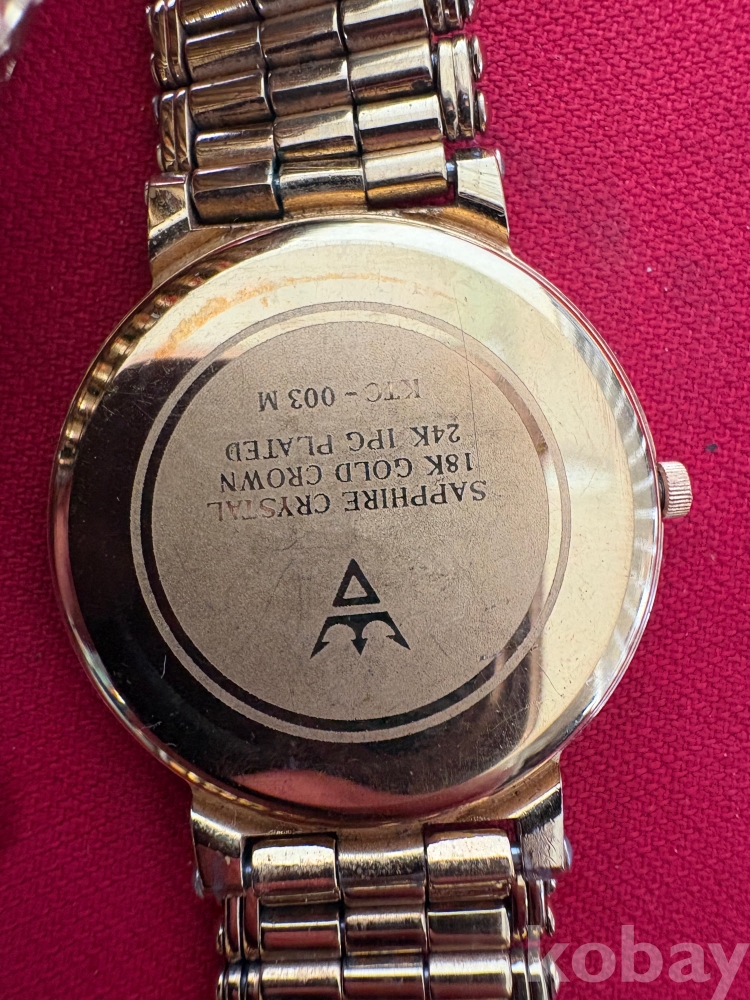 SAPPHIRE CRYSTAL
18K GOLD CROWN
24K IPG PLATED
KTC - 003 M
kobay